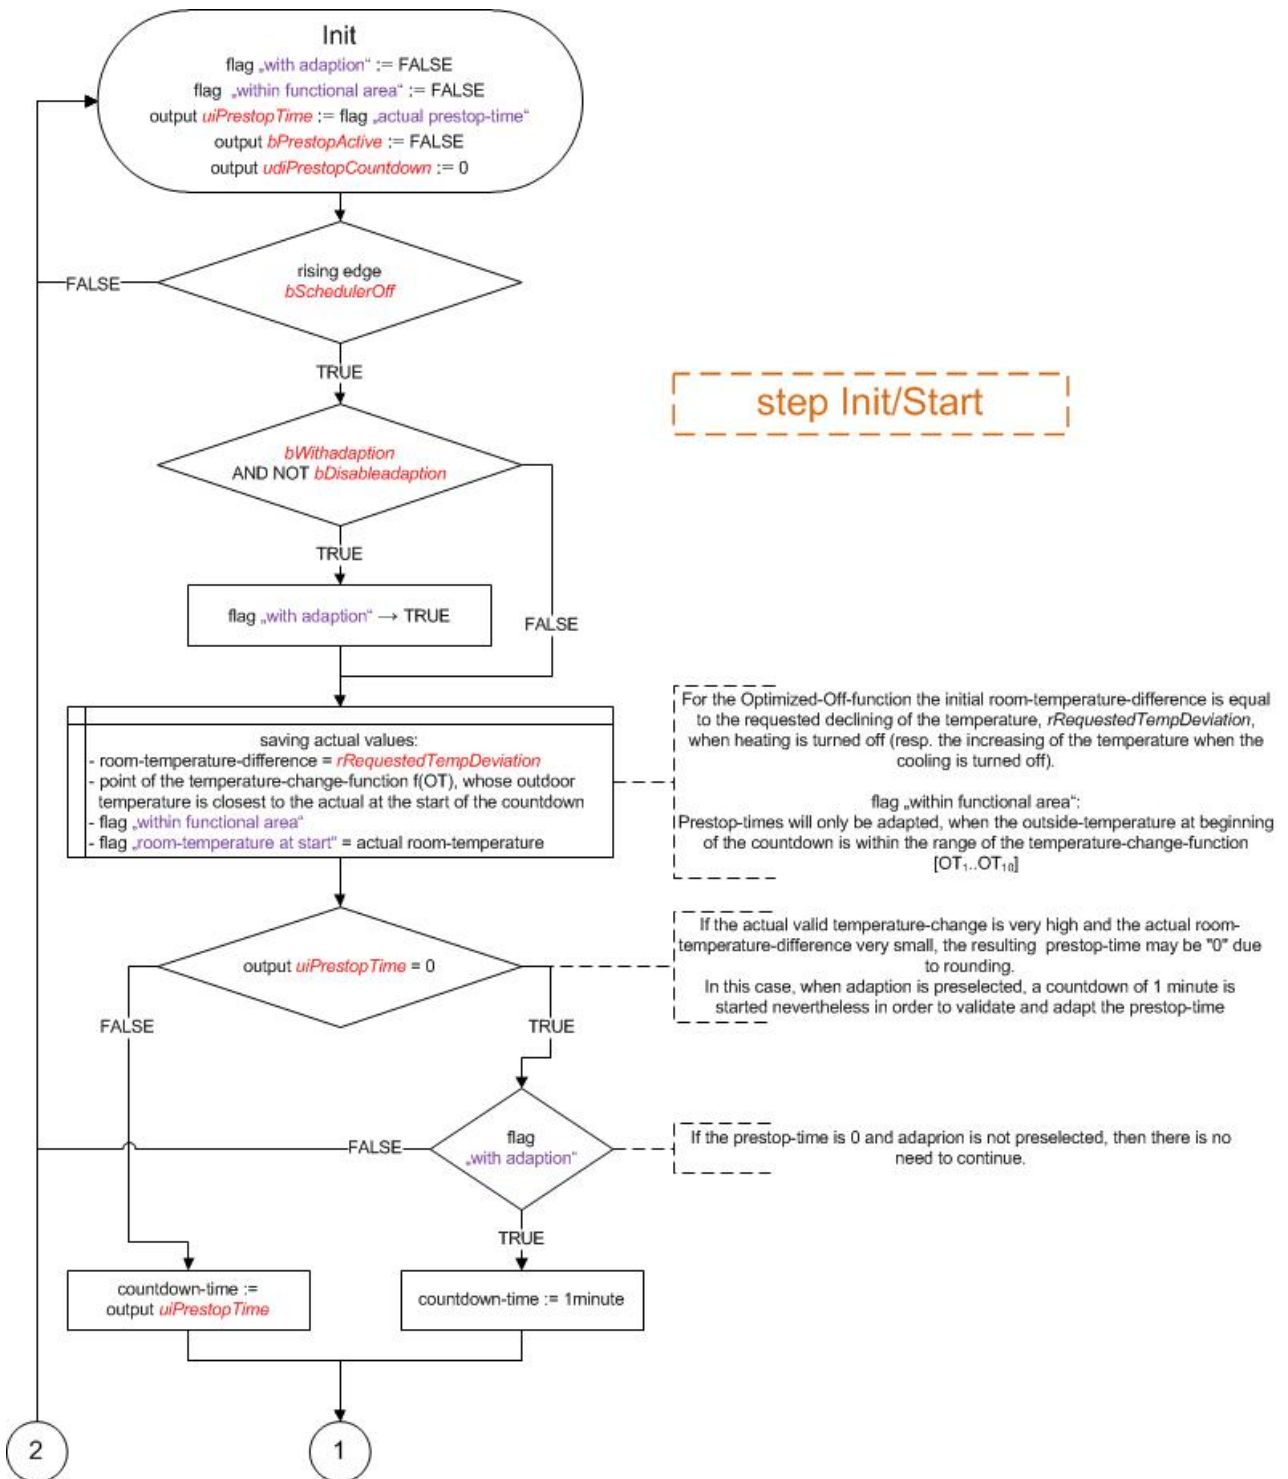 Init
flag „with adaption“ := FALSE
flag „within functional area“ := FALSE
output uiPrestopTime := flag „actual prestop-time“
output bPrestopActive := FALSE
output udiPrestopCountdown := 0
rising edge
bSchedulerOff
FALSE
TRUE
step Init/Start
bWithadaption
AND NOT bDisableadaption
TRUE
flag „with adaption“ → TRUE
FALSE
saving actual values:
- room-temperature-difference = rRequestedTempDeviation
- point of the temperature-change-function f(OT), whose outdoor
temperature is closest to the actual at the start of the countdown
- flag „within functional area“
- flag „room-temperature at start“ = actual room-temperature
For the Optimized-Off-function the initial room-temperature-difference is equal
to the requested declining of the temperature, rRequestedTempDeviation,
when heating is turned off (resp. the increasing of the temperature when the
cooling is turned off).
flag „within functional area“:
Prestop-times will only be adapted, when the outside-temperature at beginning
of the countdown is within the range of the temperature-change-function
[OT₁..OT₁₀]
output uiPrestopTime = 0
If the actual valid temperature-change is very high and the actual room-
temperature-difference very small, the resulting prestop-time may be "0" due
to rounding.
In this case, when adaption is preselected, a countdown of 1 minute is
started nevertheless in order to validate and adapt the prestop-time
FALSE
TRUE
flag
„with adaption“
FALSE
If the prestop-time is 0 and adaprion is not preselected, then there is no
need to continue.
TRUE
countdown-time :=
output uiPrestopTime
countdown-time := 1minute
2
1